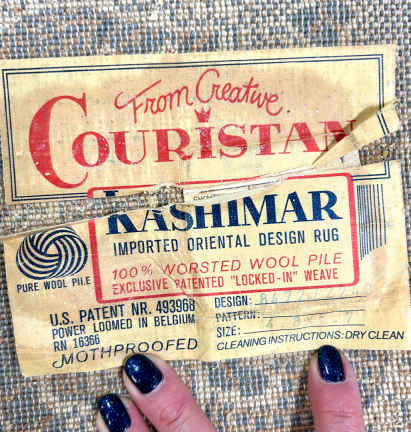 From Creative
COURISTAN
KASHIMAR
IMPORTED ORIENTAL DESIGN RUG
100% WORSTED WOOL PILE
EXCLUSIVE PATENTED "LOCKED-IN" WEAVE
PURE WOOL PILE
U.S. PATENT NR. 493968
POWER LOOMED IN BELGIUM
RN 16366
MOTHPROOFED
DESIGN:
PATTERN:
SIZE:
CLEANING INSTRUCTIONS: DRY CLEAN